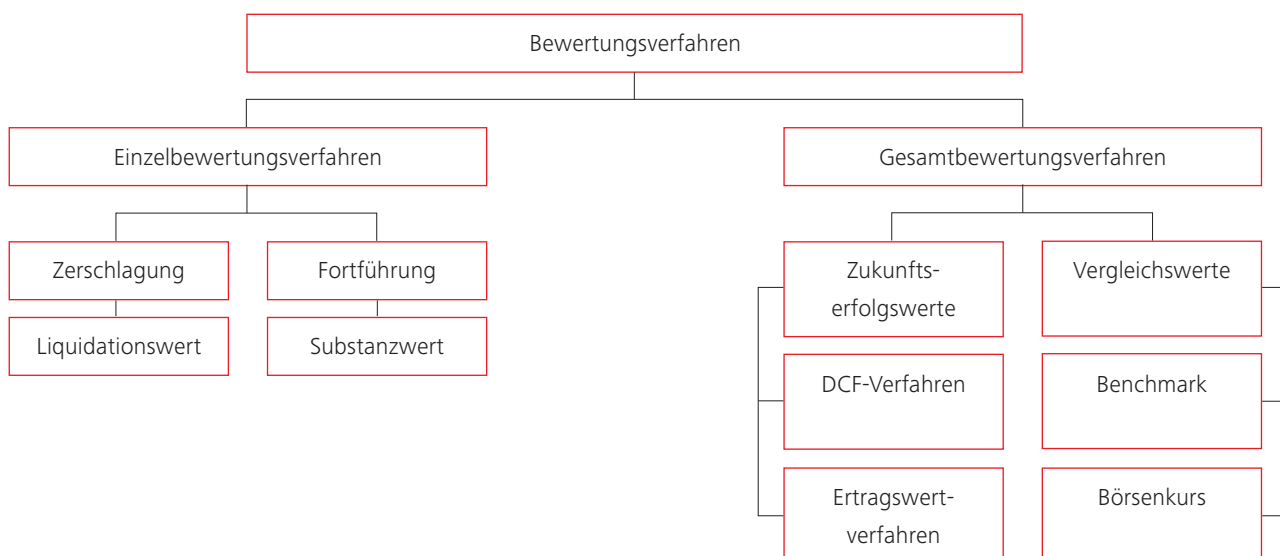 Bewertungsverfahren
Einzelbewertungsverfahren
Gesamtbewertungsverfahren
Zerschlagung
Fortführung
Zukunfts-
erfolgswerte
Vergleichswerte
Liquidationswert
Substanzwert
DCF-Verfahren
Benchmark
Ertragswert-
verfahren
Börsenkurs